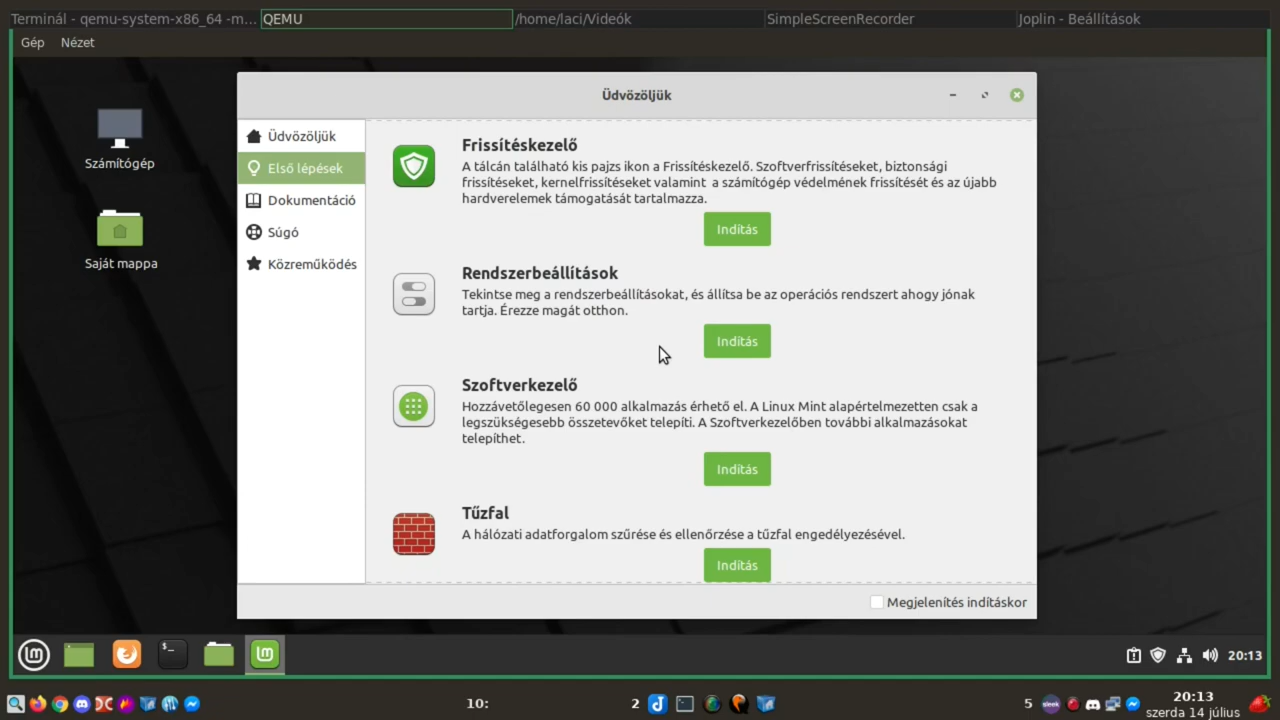 Terminál - qemu-system-x86_64 -m...
QEMU
/home/laci/Videók
SimpleScreenRecorder
Joplin - Beállítások
Gép
Nézet
Üdvözöljük
Számítógép
Saját mappa
Üdvözöljük
Első lépések
Dokumentáció
Súgó
Közreműködés
Frissítéskezelő
A tálcán található kis pajzs ikon a Frissítéskezelő. Szoftverfrissítéseket, biztonsági
frissítéseket, kernelfrissítéseket valamint a számítógép védelmének frissítését és az újabb
hardverelemek támogatását tartalmazza.
Indítás
Rendszerbeállítások
Tekintse meg a rendszerbeállításokat, és állítsa be az operációs rendszert ahogy jónak
tartja. Érezze magát otthon.
Indítás
Szoftverkezelő
Hozzávetőlegesen 60 000 alkalmazás érhető el. A Linux Mint alapértelmezetten csak a
legszükségesebb összetevőket telepíti. A Szoftverkezelőben további alkalmazásokat
telepíthet.
Indítás
Tűzfal
A hálózati adatforgalom szűrése és ellenőrzése a tűzfal engedélyezésével.
Indítás
Megjelenítés indításkor
20:13
10:
2
5
sleek
20:13
szerda 14 július